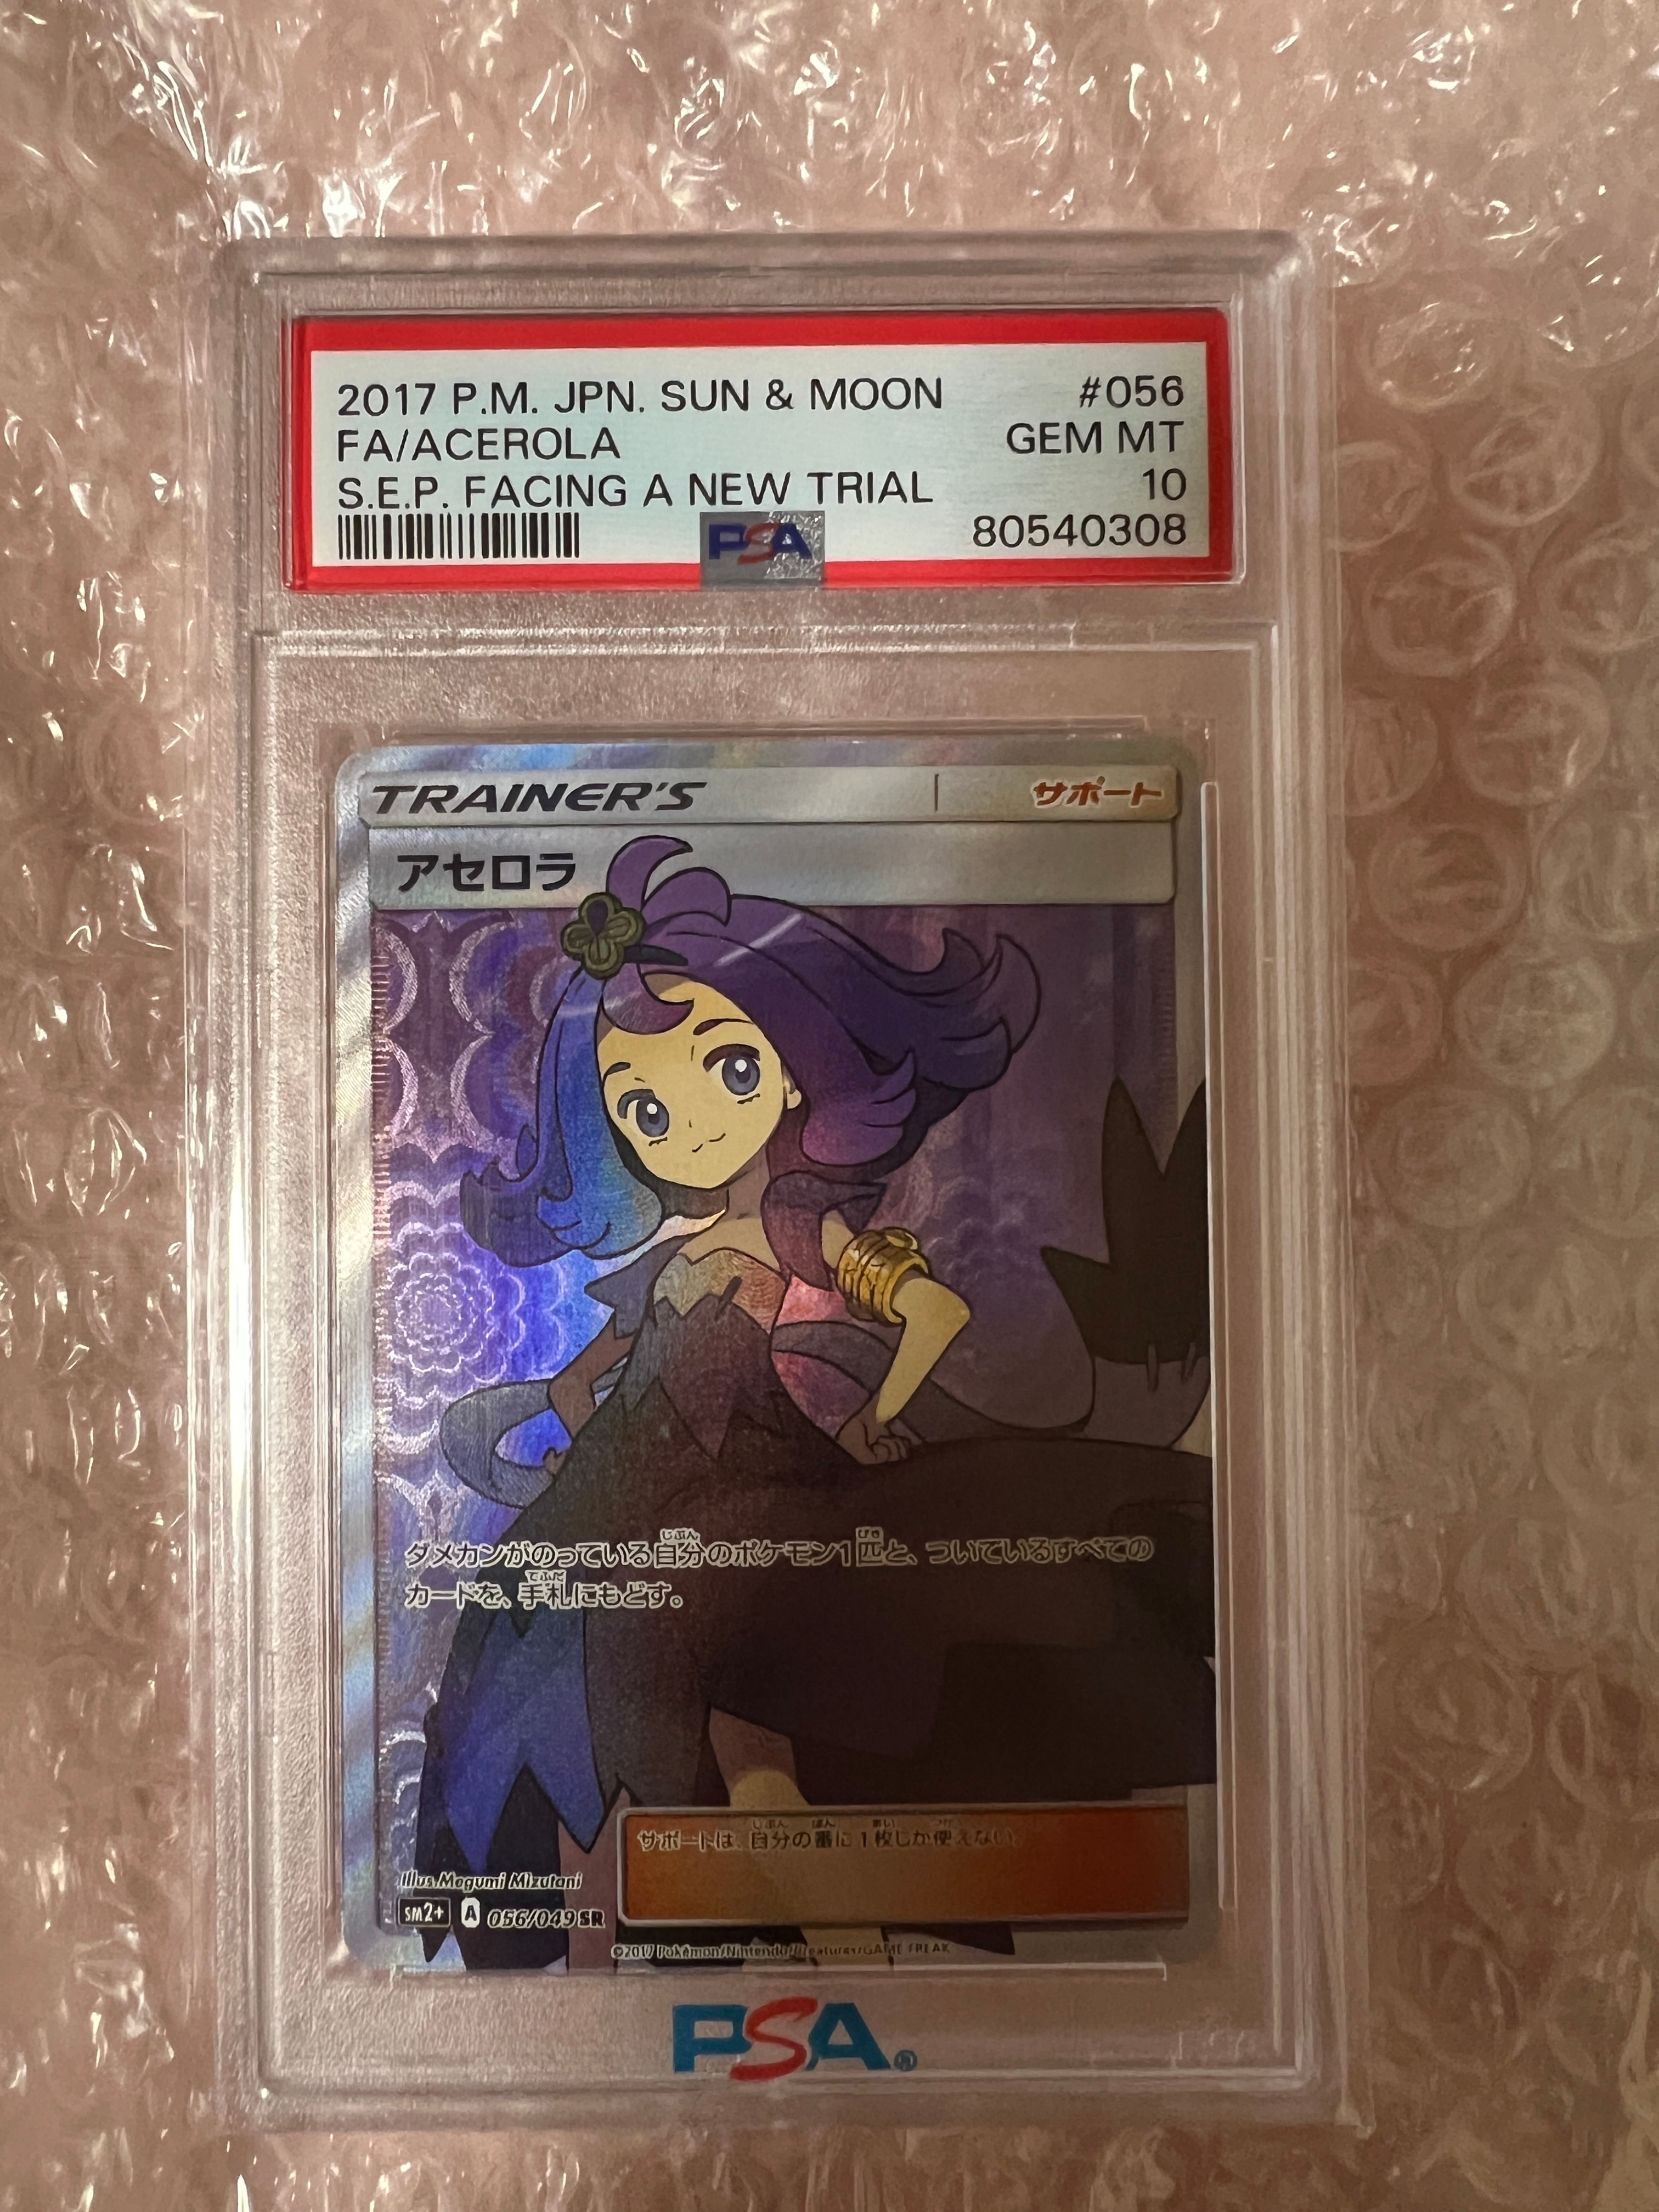 2017 P.M. JPN. SUN & MOON #056
FA/ACEROLA GEM MT
S.E.P. FACING A NEW TRIAL 10
PSA 80540308
TRAINER'S サポート
アセロラ
ダメカンがのっている自分のポケモン1匹と、ついているすべての
カードを、手札にもどす。
サポートは、自分の番に1枚しか使えない。
Illus.Megumi Mizutani
SM2+ A 056/049 SR
©2017 Pokémon/Nintendo/Creatures/GAME FREAK
PSA®